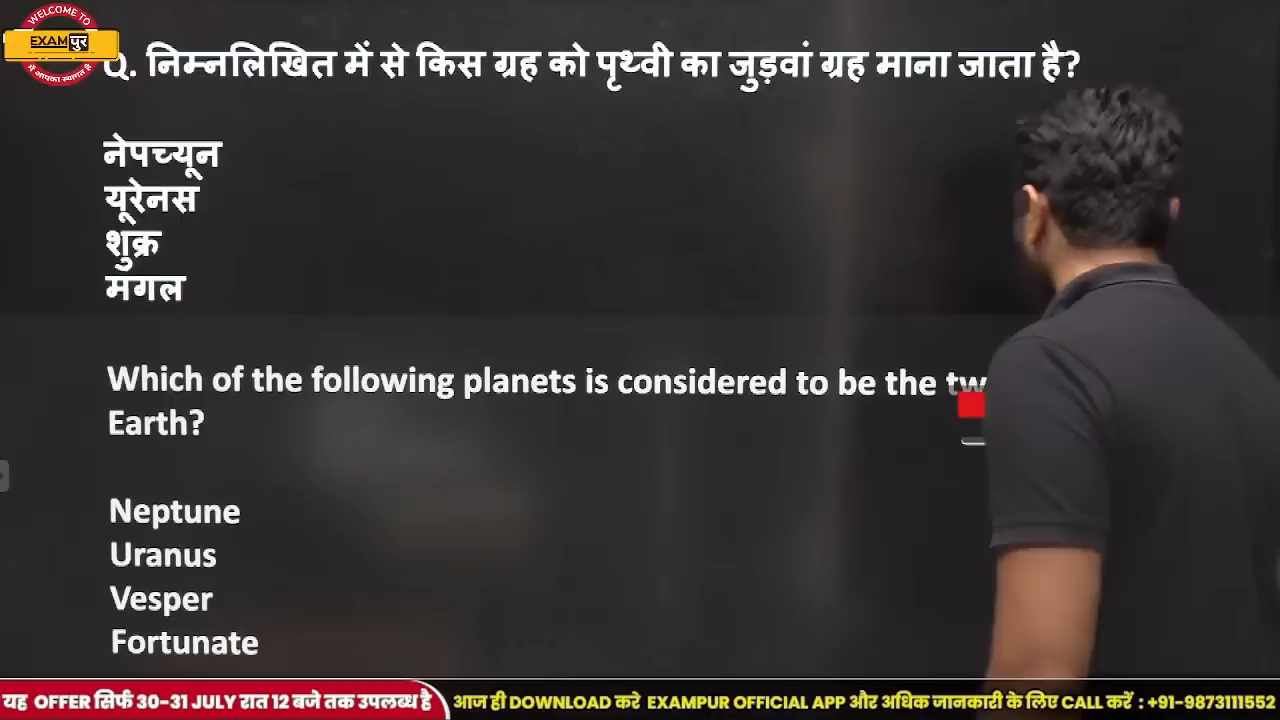 WELCOME TO
EXAMपुर
में आपका स्वागत है
Q. निम्नलिखित में से किस ग्रह को पृथ्वी का जुड़वां ग्रह माना जाता है?
नेपच्यून
यूरेनस
शुक्र
मगल
Which of the following planets is considered to be the tw
Earth?
Neptune
Uranus
Vesper
Fortunate
यह OFFER सिर्फ 30-31 JULY रात 12 बजे तक उपलब्ध है
आज ही DOWNLOAD करे EXAMPUR OFFICIAL APP और अधिक जानकारी के लिए CALL करें : +91-9873111552